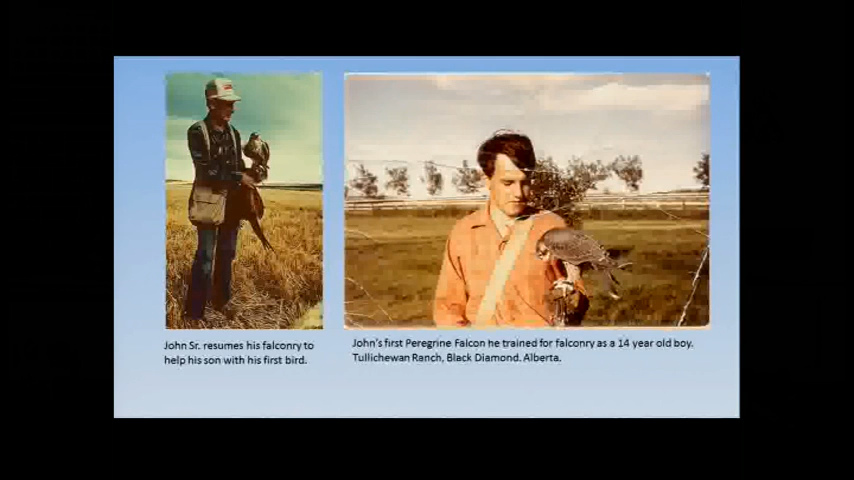 John Sr. resumes his falconry to
help his son with his first bird.
John's first Peregrine Falcon he trained for falconry as a 14 year old boy.
Tullichewan Ranch, Black Diamond. Alberta.